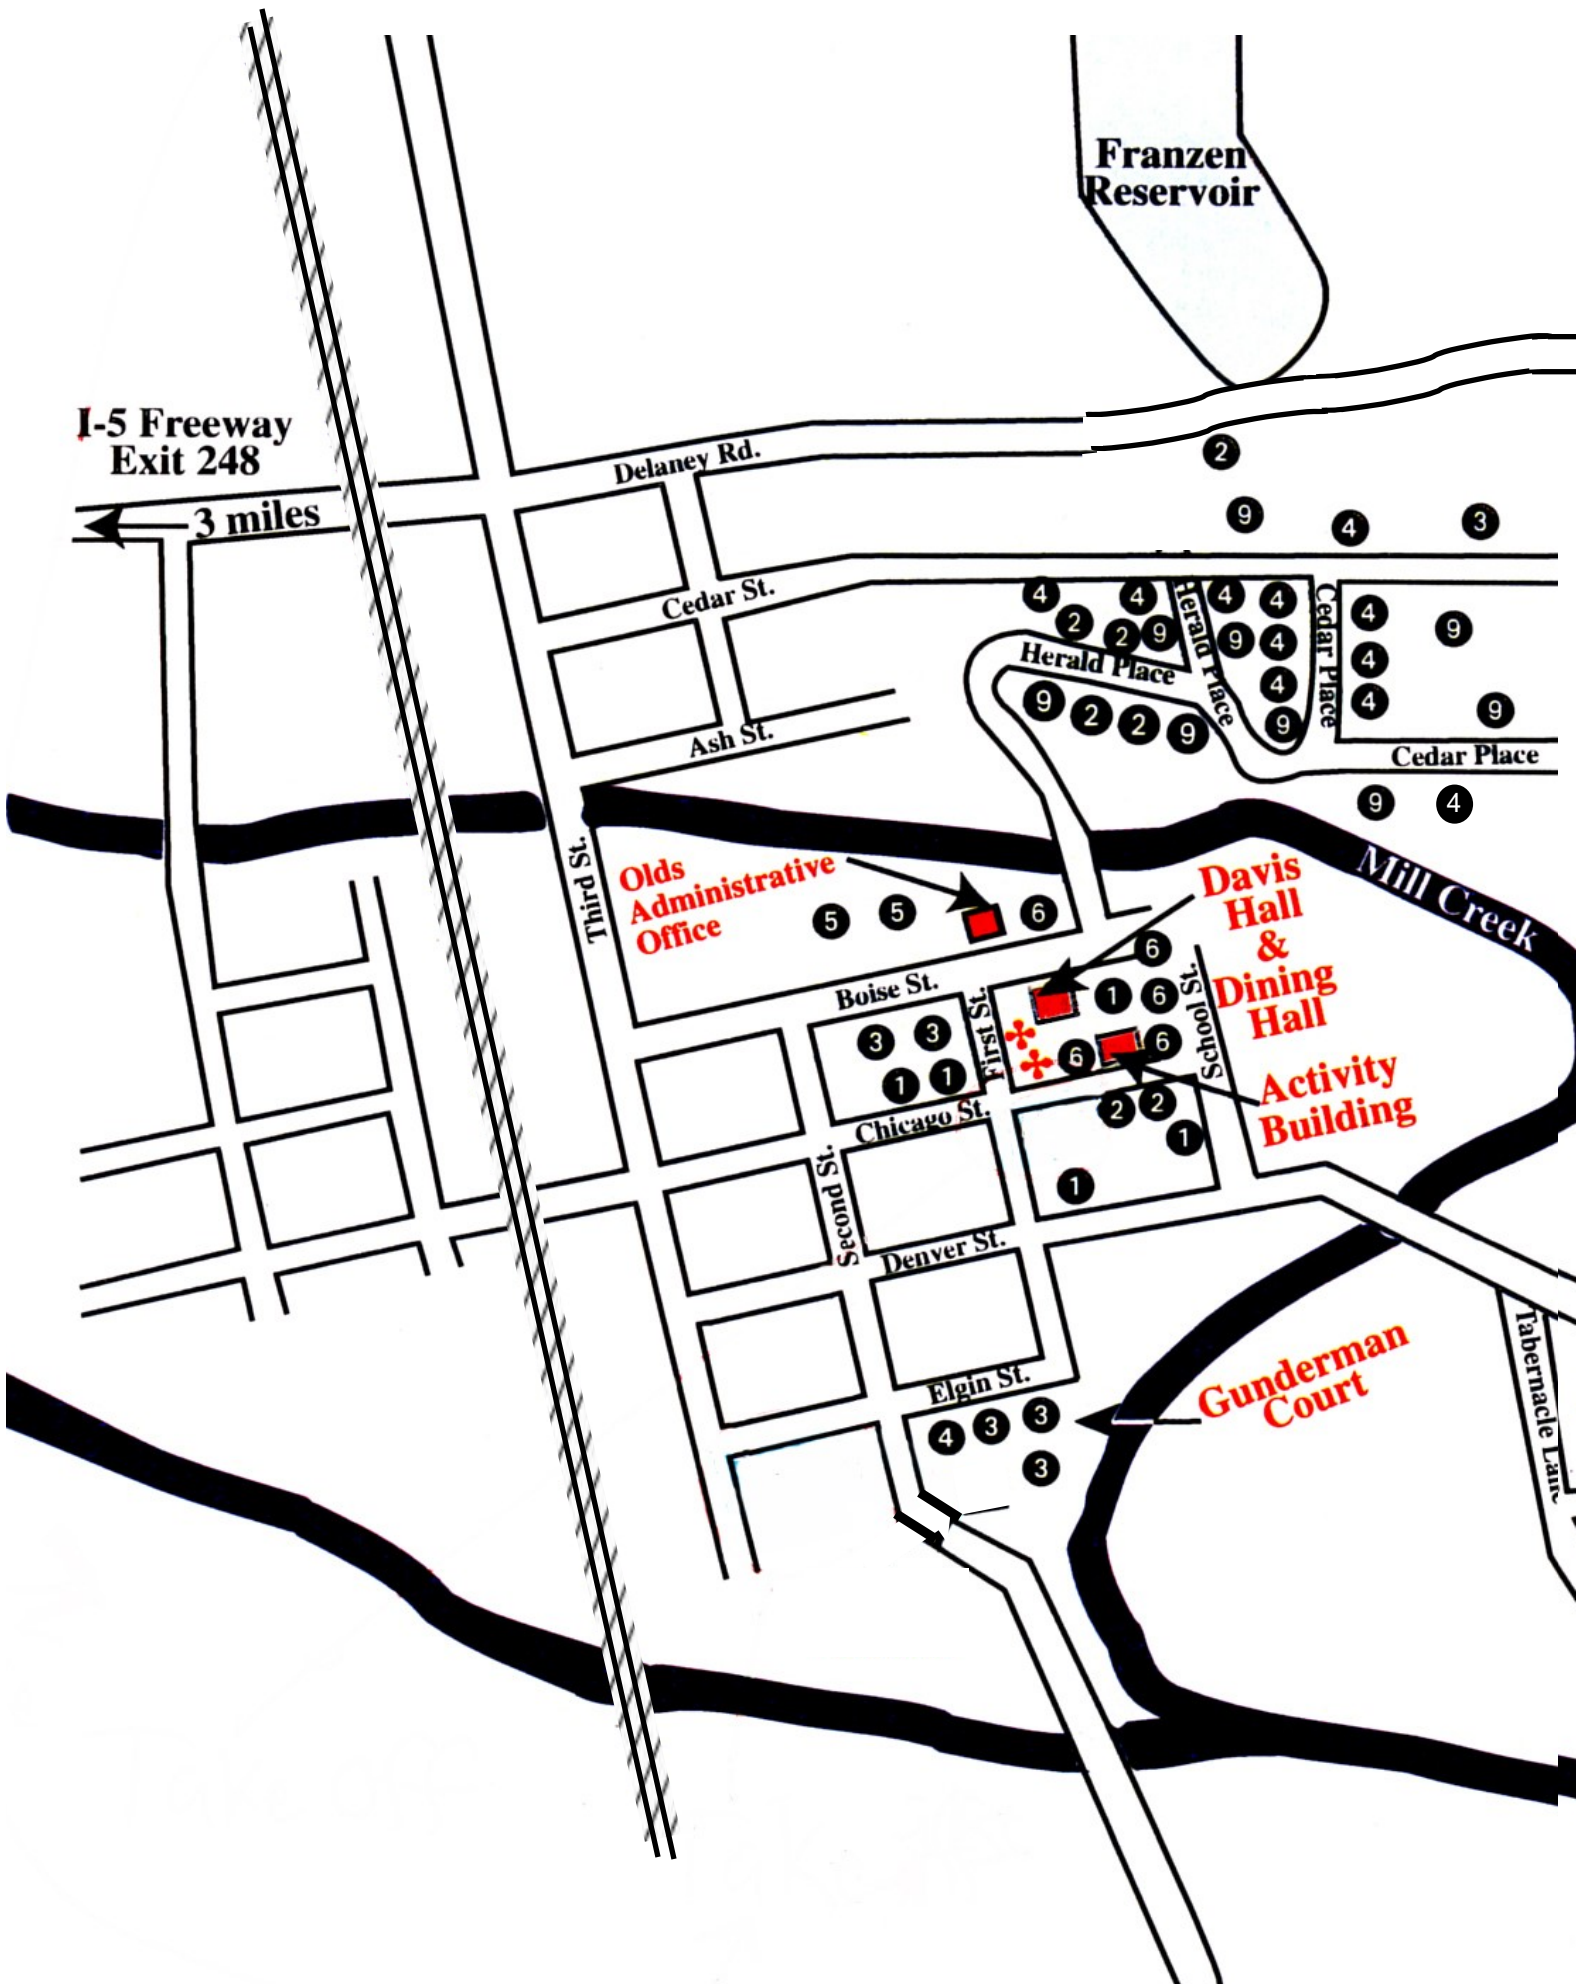 Franzen
Reservoir
I-5 Freeway
Exit 248
3 miles
Delaney Rd.
2
9
4
3
Cedar St.
4
4
4
4
4
9
2
2
9
9
4
4
Herald Place
Herald Place
Cedar Place
4
4
9
2
2
9
9
9
Ash St.
Cedar Place
9
4
Third St.
Olds
Administrative
Office
5
5
6
Davis
Hall
&
Dining
Hall
Mill Creek
6
Boise St.
First St.
1
6
School St.
3
3
6
6
1
1
Activity
Building
Chicago St.
2
2
1
1
Second St.
Denver St.
Elgin St.
Gunderman
Court
4
3
3
3
Tabernacle Lane